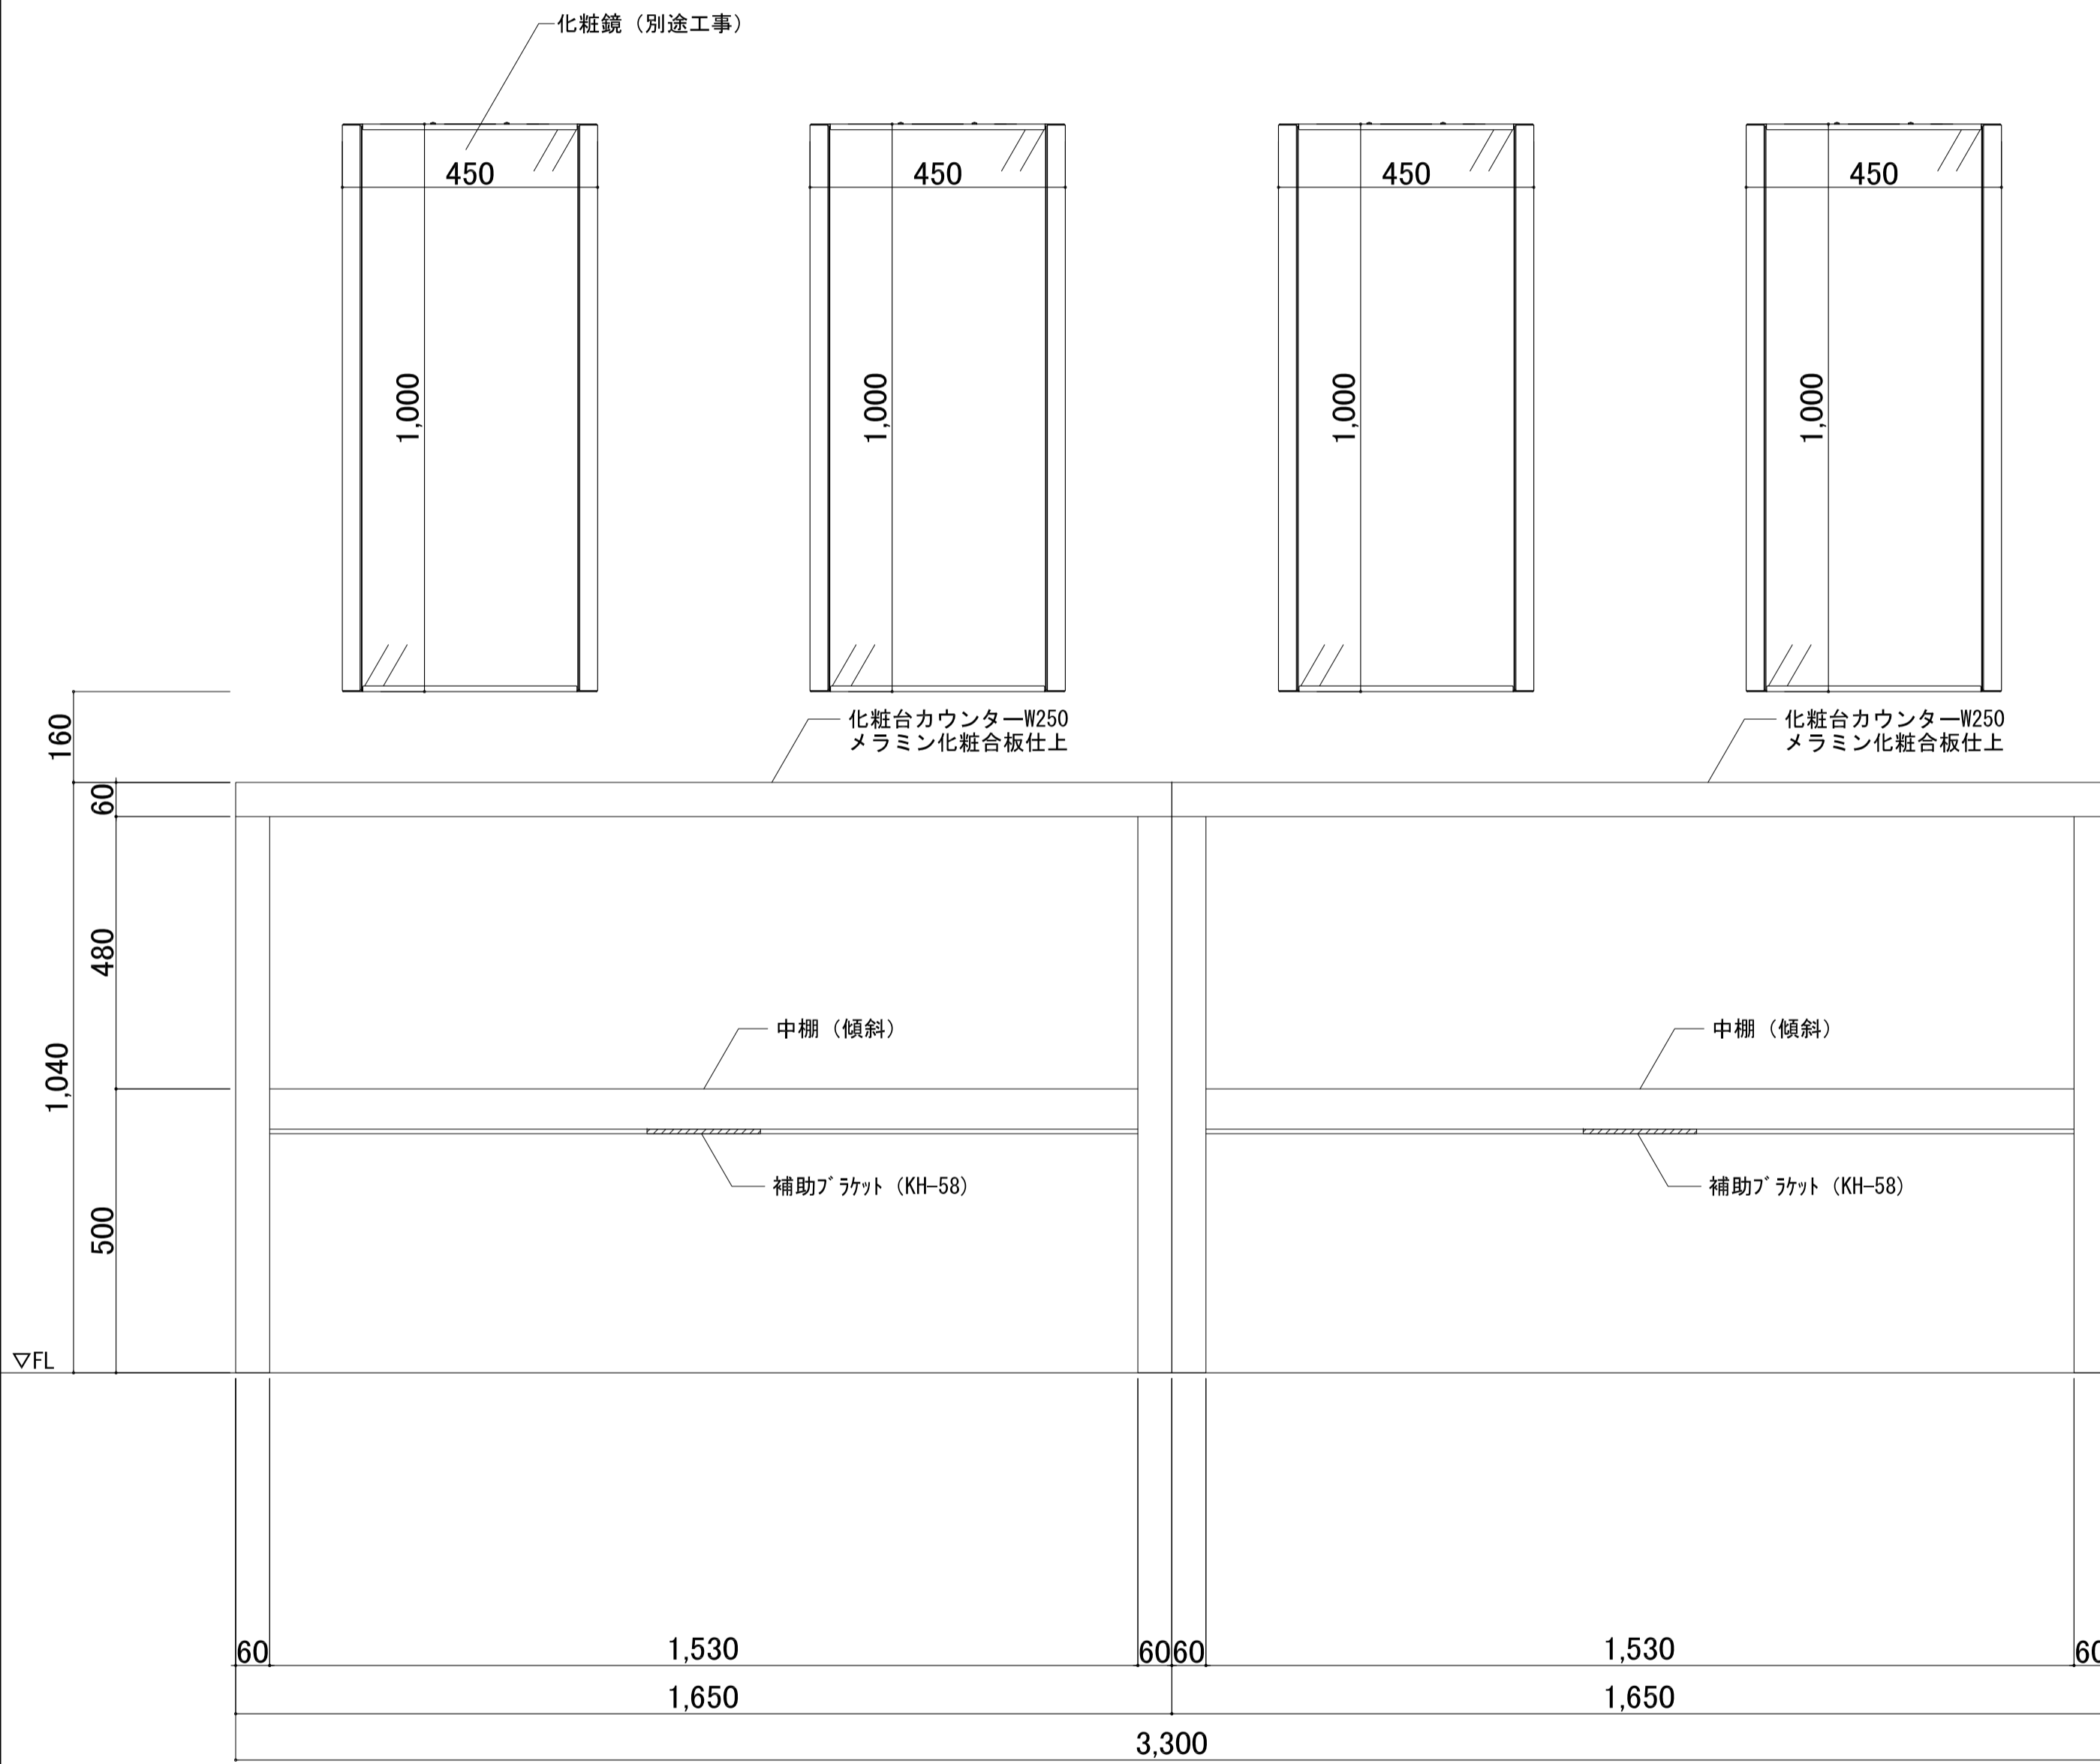 化粧鏡（別途工事）
450
450
450
450
1,000
1,000
1,000
1,000
160
化粧台カウンターW250
メラミン化粧合板仕上
化粧台カウンターW250
メラミン化粧合板仕上
60
480
中棚（傾斜）
中棚（傾斜）
1,040
補助ﾌﾞﾗｹｯﾄ（KH-58）
補助ﾌﾞﾗｹｯﾄ（KH-58）
500
▽FL
60
1,530
60
60
1,530
60
1,650
1,650
3,300